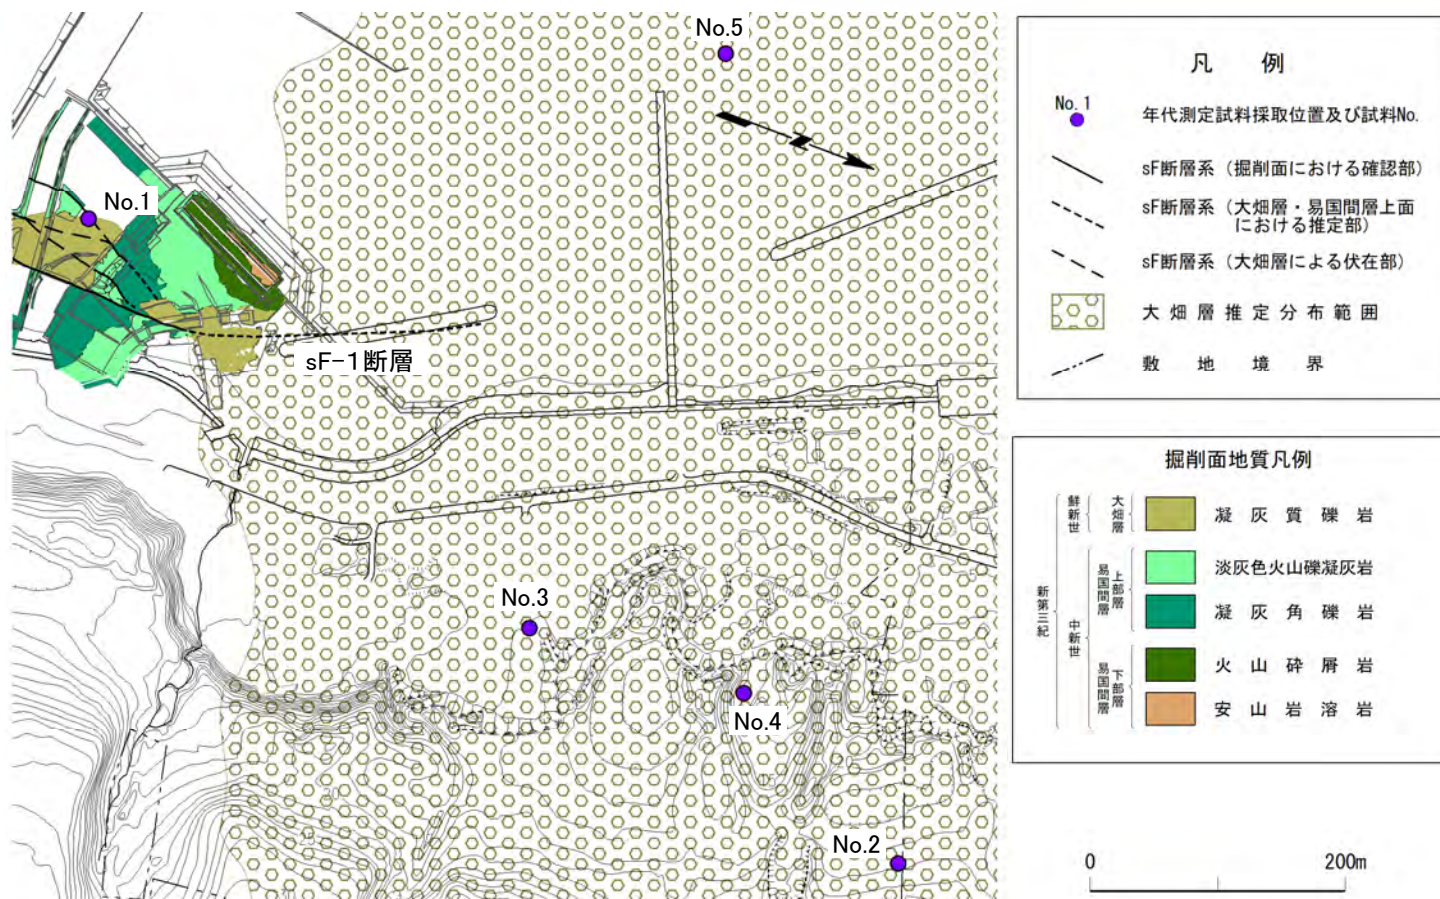 No.5
No.1
sF-1断層
No.3
No.4
No.2
凡　例
No.1
年代測定試料採取位置及び試料No.
sF断層系（掘削面における確認部）
sF断層系（大畑層・易国間層上面
における推定部）
sF断層系（大畑層による伏在部）
大畑層推定分布範囲
敷地境界
掘削面地質凡例
新第三紀
鮮新世
大畑層
凝灰質礫岩
中新世
易国間層
上部層
淡灰色火山礫凝灰岩
凝灰角礫岩
易国間層
下部層
火山砕屑岩
安山岩溶岩
0
200m